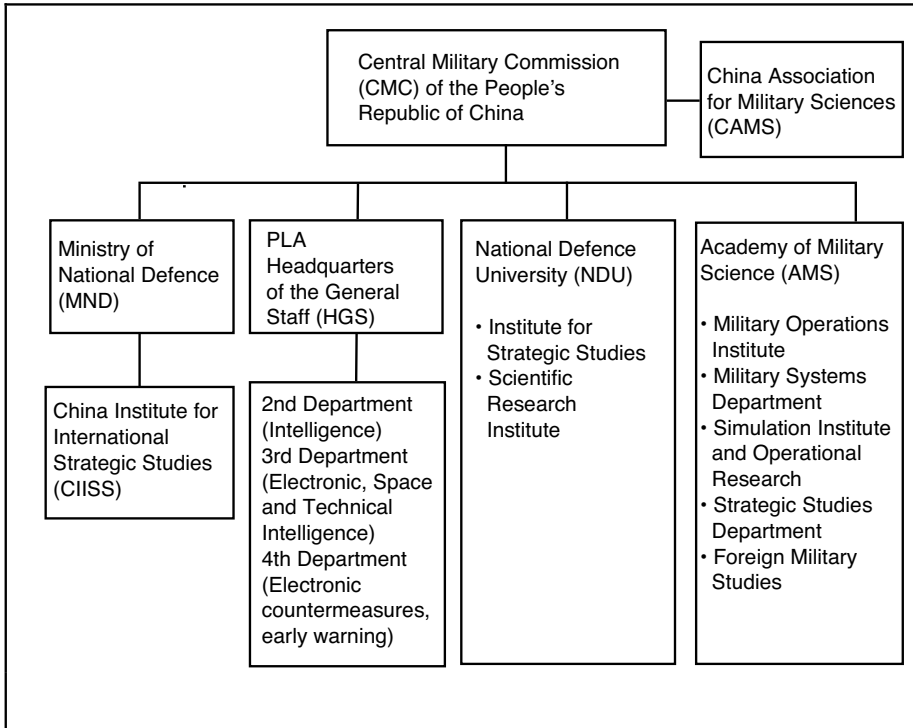 Central Military Commission
(CMC) of the People’s
Republic of China
China Association
for Military Sciences
(CAMS)
Ministry of
National Defence
(MND)
China Institute for
International
Strategic Studies
(CIISS)
PLA
Headquarters
of the General
Staff (HGS)
2nd Department
(Intelligence)
3rd Department
(Electronic, Space
and Technical
Intelligence)
4th Department
(Electronic
countermeasures,
early warning)
National Defence
University (NDU)
• Institute for
Strategic Studies
• Scientific
Research
Institute
Academy of Military
Science (AMS)
• Military Operations
Institute
• Military Systems
Department
• Simulation Institute
and Operational
Research
• Strategic Studies
Department
• Foreign Military
Studies